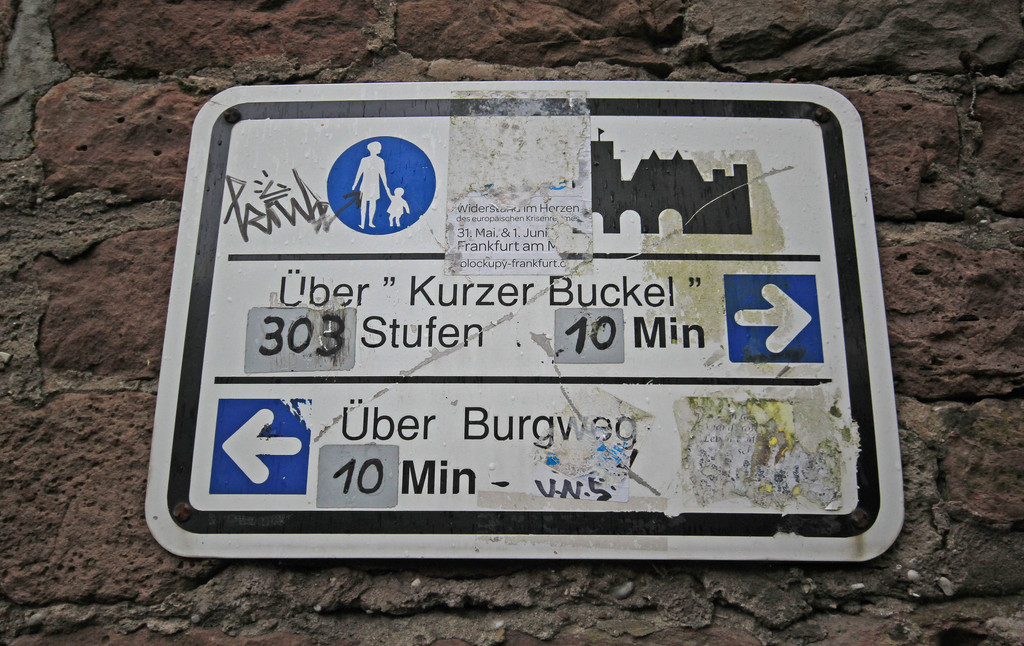 Widerstand im Herzen
des europäischen Krisenregimes
31. Mai. & 1. Juni
Frankfurt am M
blockupy-frankfurt.d
Über " Kurzer Buckel "
303 Stufen 10 Min
Über Burgweg
10 Min -
V.N.S.